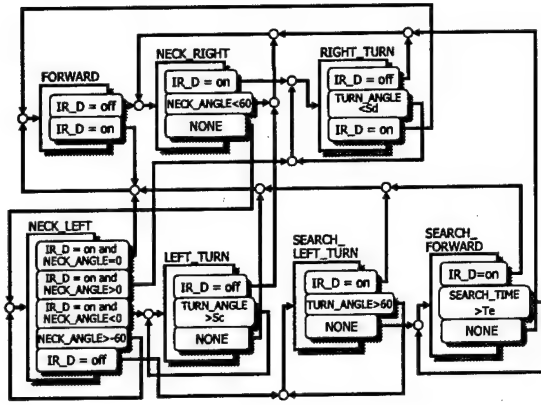 FORWARD
IR_D = off
IR_D = on
NECK_RIGHT
IR_D = on
NECK_ANGLE<60
NONE
RIGHT_TURN
IR_D = off
TURN_ANGLE
<Sd
IR_D = on
NECK_LEFT
IR_D = on and
NECK_ANGLE=0
IR_D = on and
NECK_ANGLE>0
IR_D = on and
NECK_ANGLE<0
NECK_ANGLE>-60
IR_D = off
LEFT_TURN
IR_D = off
TURN_ANGLE
>Sc
NONE
SEARCH_
LEFT_TURN
IR_D = on
TURN_ANGLE>60
NONE
SEARCH_
FORWARD
IR_D=on
SEARCH_TIME
>Te
NONE